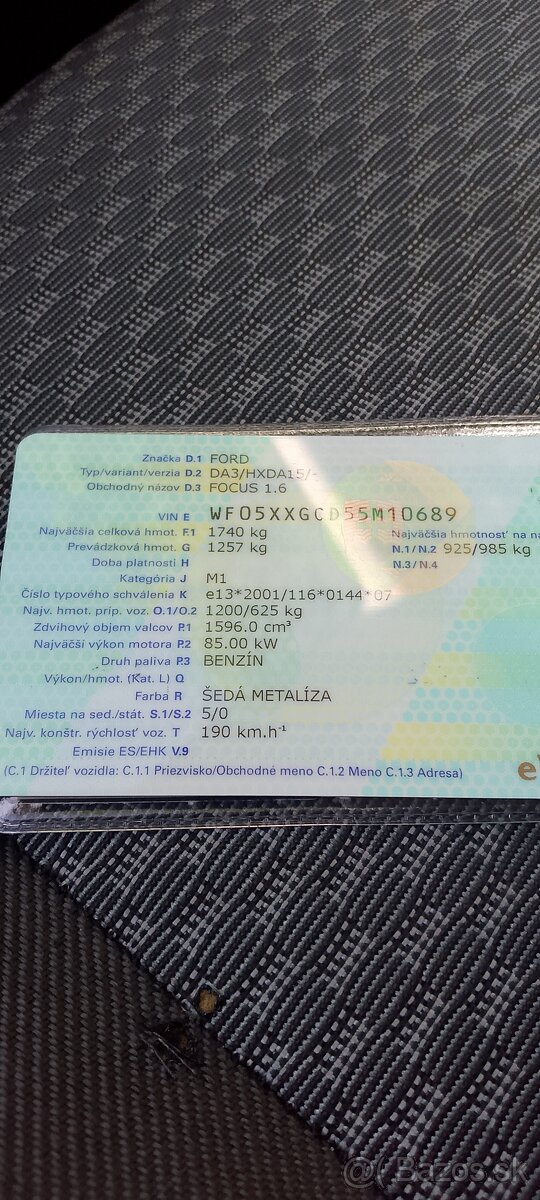 Značka D.1 FORD
Typ/variant/verzia D.2 DA3/HXDA15/-
Obchodný názov D.3 FOCUS 1.6
VIN E WF05XXGCD55M10689
Najväčšia celková hmot. F.1 1740 kg Najväčšia hmotnosť na
Prevádzková hmot. G 1257 kg N.1/N.2 925/985 kg
Doba platnosti H N.3/N.4
Kategória J M1
Číslo typového schválenia K e13*2001/116*0144*07
Najv. hmot. príp. voz. O.1/O.2 1200/625 kg
Zdvihový objem valcov P.1 1596.0 cm³
Najväčší výkon motora P.2 85.00 kW
Druh paliva P.3 BENZÍN
Výkon/hmot. (Kat. L) Q
Farba R ŠEDÁ METALÍZA
Miesta na sed./stát. S.1/S.2 5/0
Najv. konštr. rýchlosť voz. T 190 km.h⁻¹
Emisie ES/EHK V.9
(C.1 Držiteľ vozidla: C.1.1 Priezvisko/Obchodné meno C.1.2 Meno C.1.3 Adresa)
@Bazos.sk